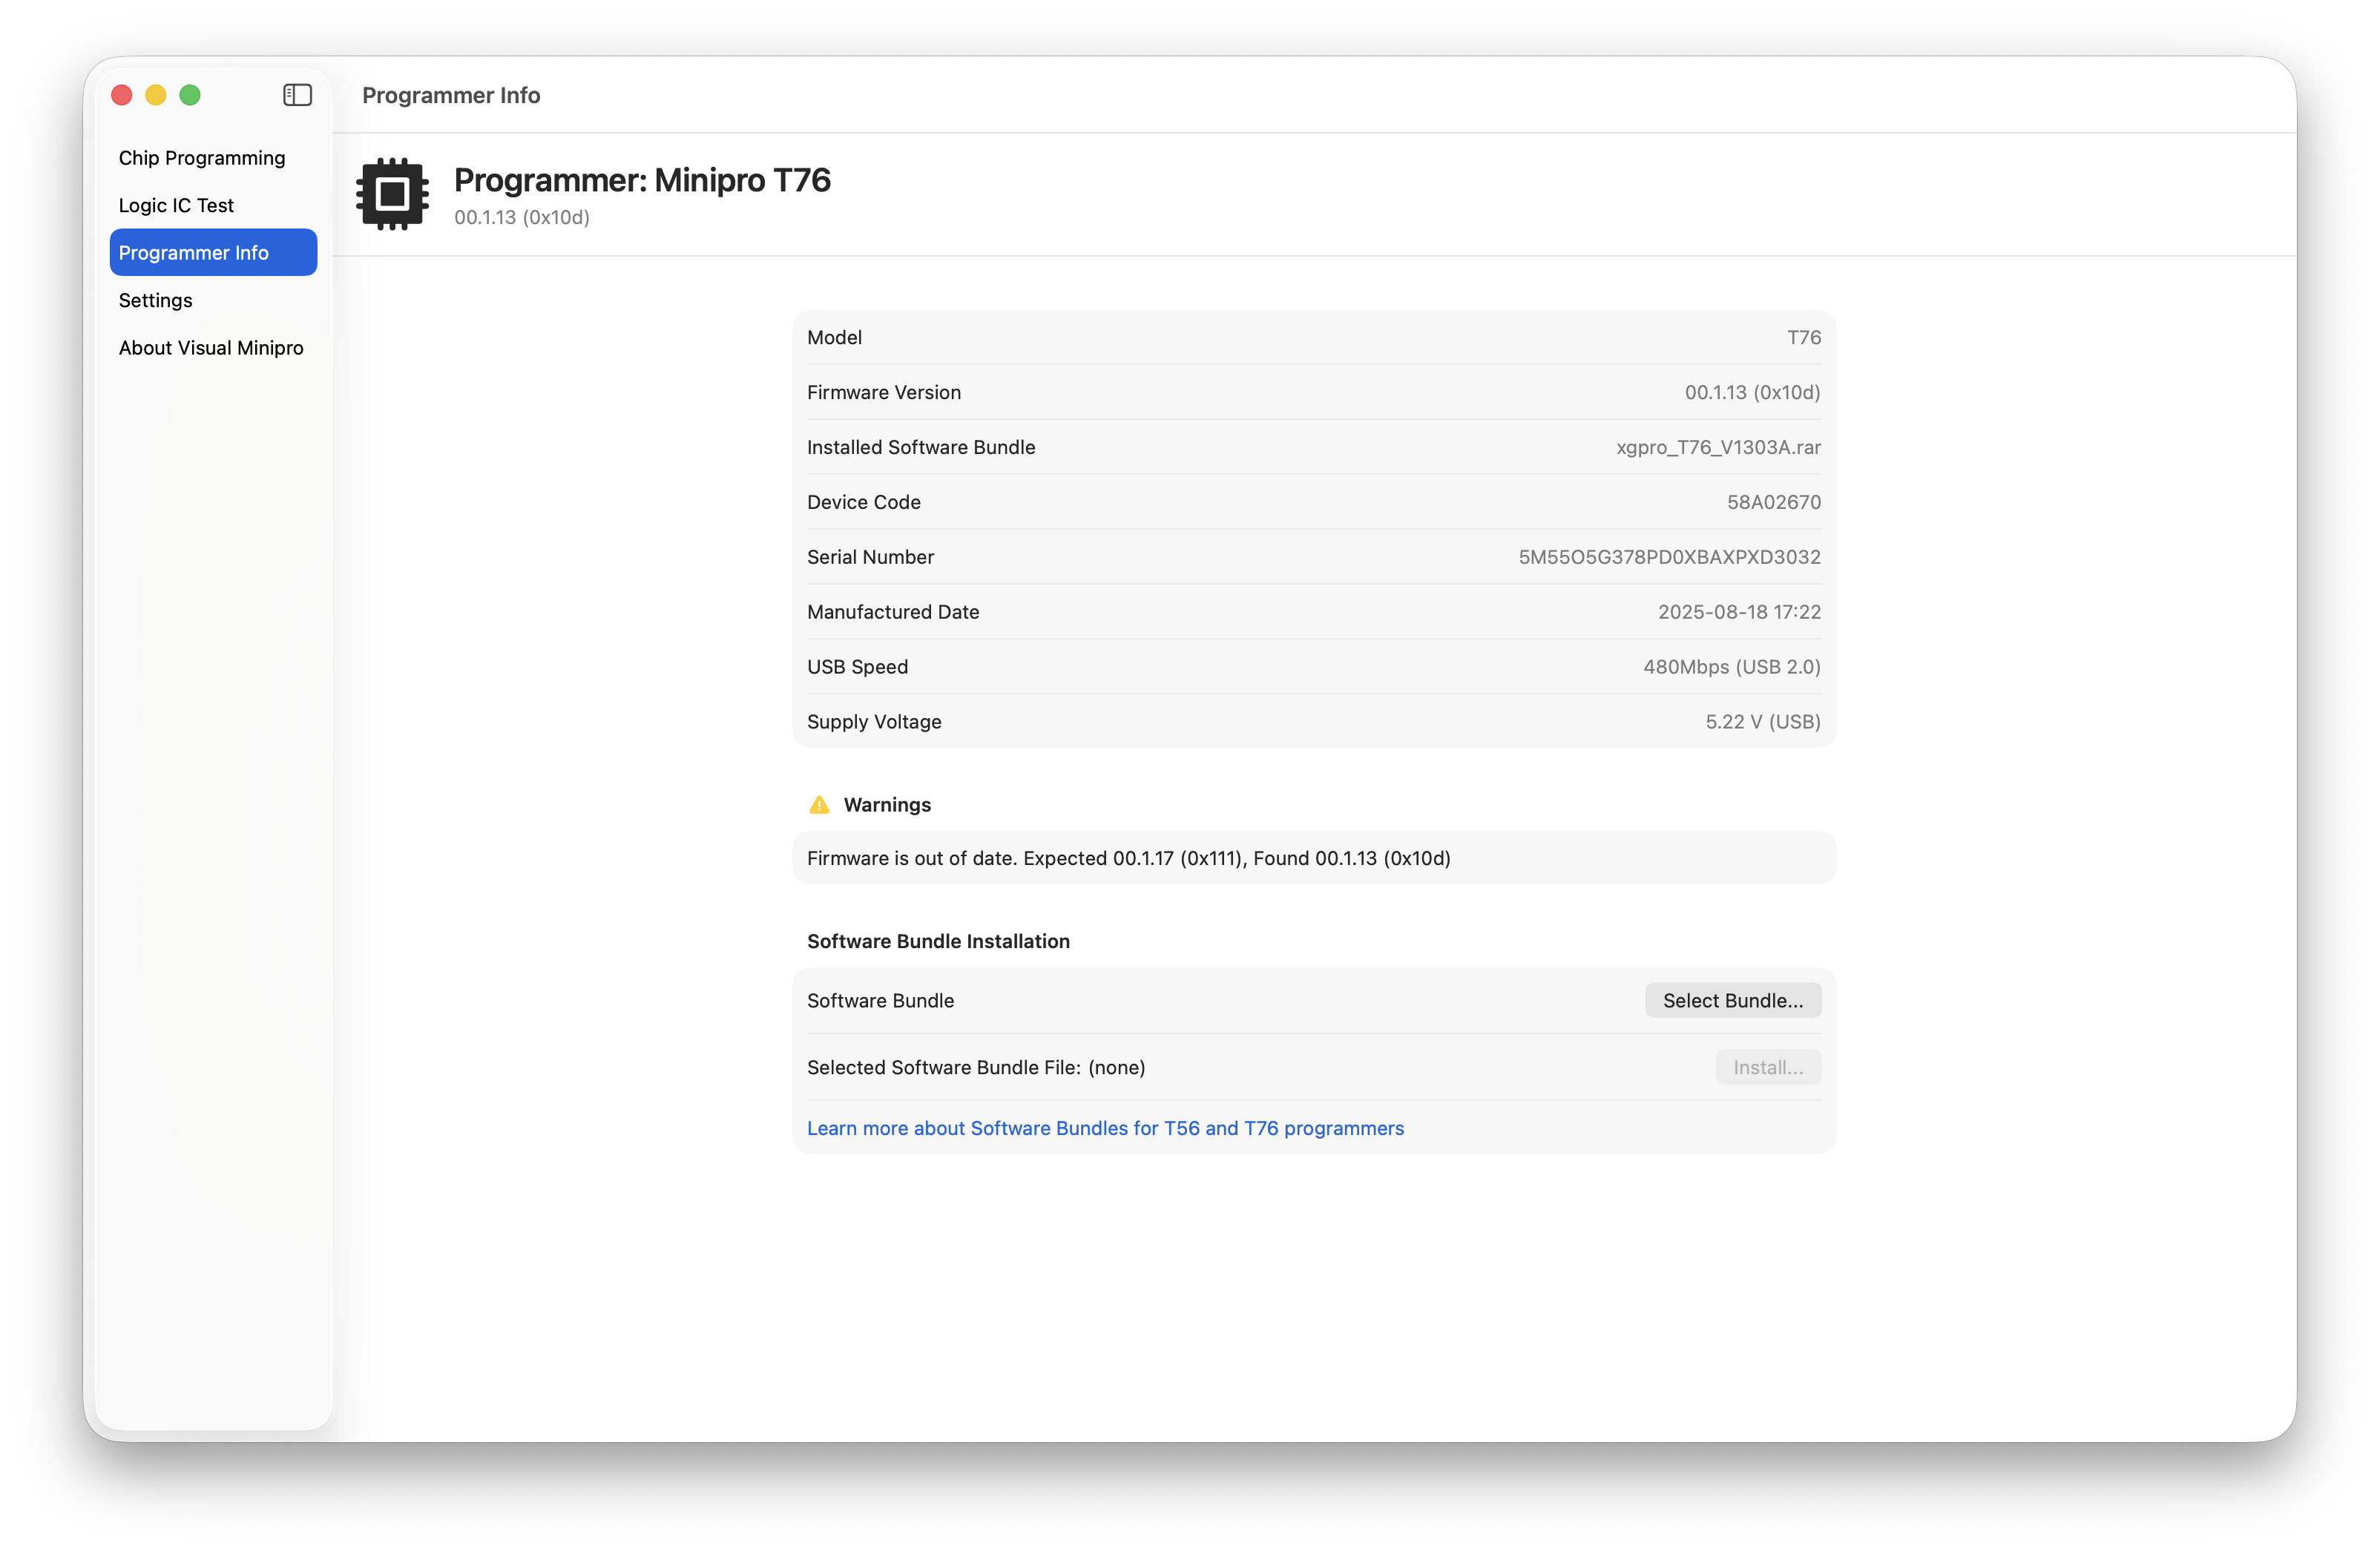 Programmer Info
Chip Programming
Logic IC Test
Programmer Info
Settings
About Visual Minipro
Programmer: Minipro T76
00.1.13 (0x10d)
Model T76
Firmware Version 00.1.13 (0x10d)
Installed Software Bundle xgpro_T76_V1303A.rar
Device Code 58A02670
Serial Number 5M55O5G378PD0XBAXPXD3032
Manufactured Date 2025-08-18 17:22
USB Speed 480Mbps (USB 2.0)
Supply Voltage 5.22 V (USB)
Warnings
Firmware is out of date. Expected 00.1.17 (0x111), Found 00.1.13 (0x10d)
Software Bundle Installation
Software Bundle Select Bundle...
Selected Software Bundle File: (none) Install...
Learn more about Software Bundles for T56 and T76 programmers